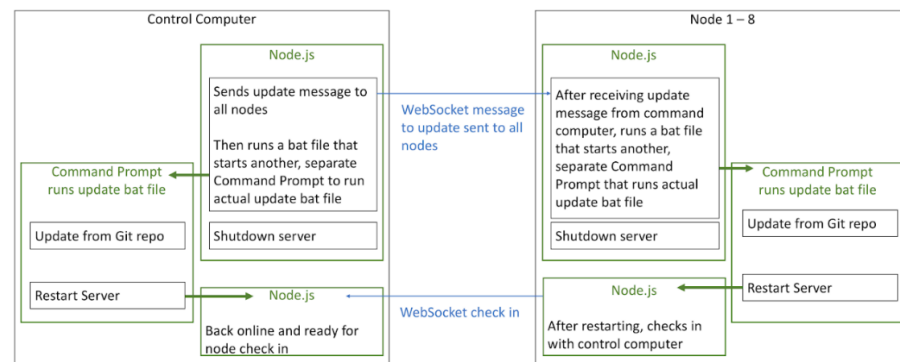 Control Computer
Node.js
Sends update message to
all nodes
Then runs a bat file that
starts another, separate
Command Prompt to run
actual update bat file
Shutdown server
Command Prompt
runs update bat file
Update from Git repo
Restart Server
Node.js
Back online and ready for
node check in
WebSocket message
to update sent to all
nodes
WebSocket check in
Node 1 – 8
Node.js
After receiving update
message from command
computer, runs a bat file
that starts another,
separate Command
Prompt that runs actual
update bat file
Shutdown server
Command Prompt
runs update bat file
Update from Git repo
Restart Server
Node.js
After restarting, checks in
with control computer